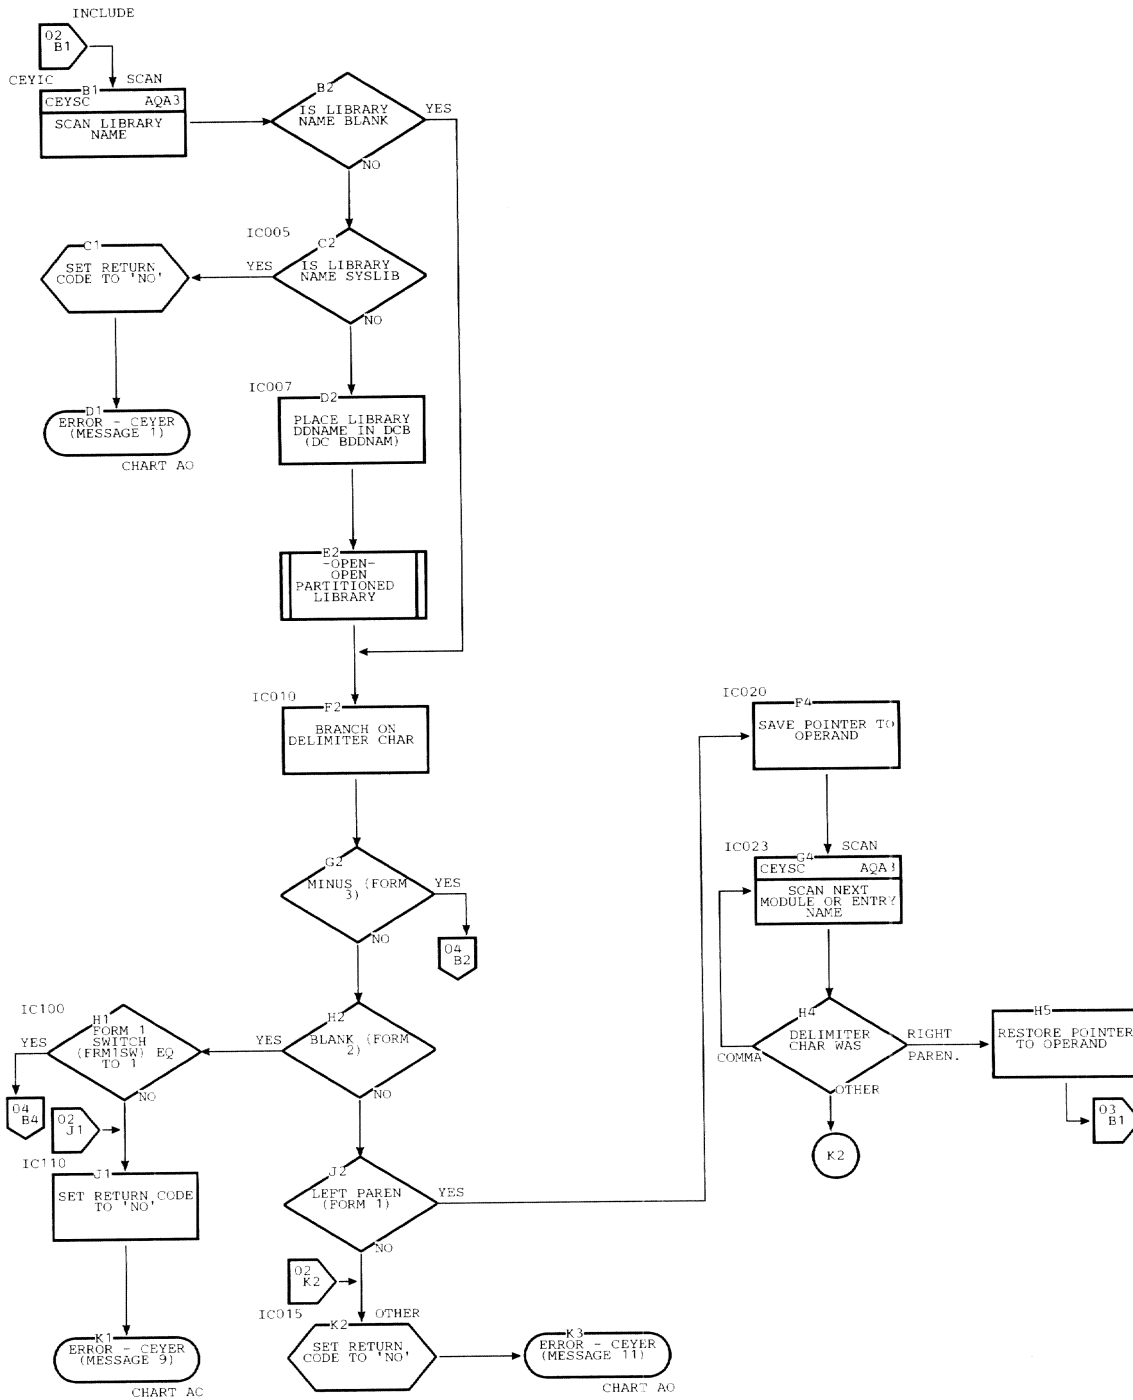 INCLUDE
02
B1
CEYIC
SCAN
B1
CEYSC AQA3
SCAN LIBRARY
NAME
B2
IS LIBRARY
NAME BLANK
YES
NO
IC005
C1
SET RETURN
CODE TO 'NO'
YES
C2
IS LIBRARY
NAME SYSLIB
NO
IC007
D1
ERROR - CEYER
(MESSAGE 1)
CHART AO
D2
PLACE LIBRARY
DDNAME IN DCB
(DC BDDNAM)
E2
-OPEN-
OPEN
PARTITIONED
LIBRARY
IC010
F2
BRANCH ON
DELIMITER CHAR
IC020
F4
SAVE POINTER TO
OPERAND
G2
MINUS (FORM
3)
YES
NO
04
B2
IC023
SCAN
G4
CEYSC AQA3
SCAN NEXT
MODULE OR ENTRY
NAME
IC100
H1
FORM 1
SWITCH
(FRM1SW) EQ
TO 1
YES
NO
04
B4
H2
BLANK (FORM
2)
YES
NO
H4
DELIMITER
CHAR WAS
COMMA
RIGHT
PAREN.
OTHER
K2
H5
RESTORE POINTER
TO OPERAND
03
B1
02
J1
IC110
J1
SET RETURN CODE
TO 'NO'
J2
LEFT PAREN
(FORM 1)
YES
NO
02
K2
IC015
OTHER
K1
ERROR - CEYER
(MESSAGE 9)
CHART AC
K2
SET RETURN
CODE TO 'NO'
K3
ERROR - CEYER
(MESSAGE 11)
CHART AO